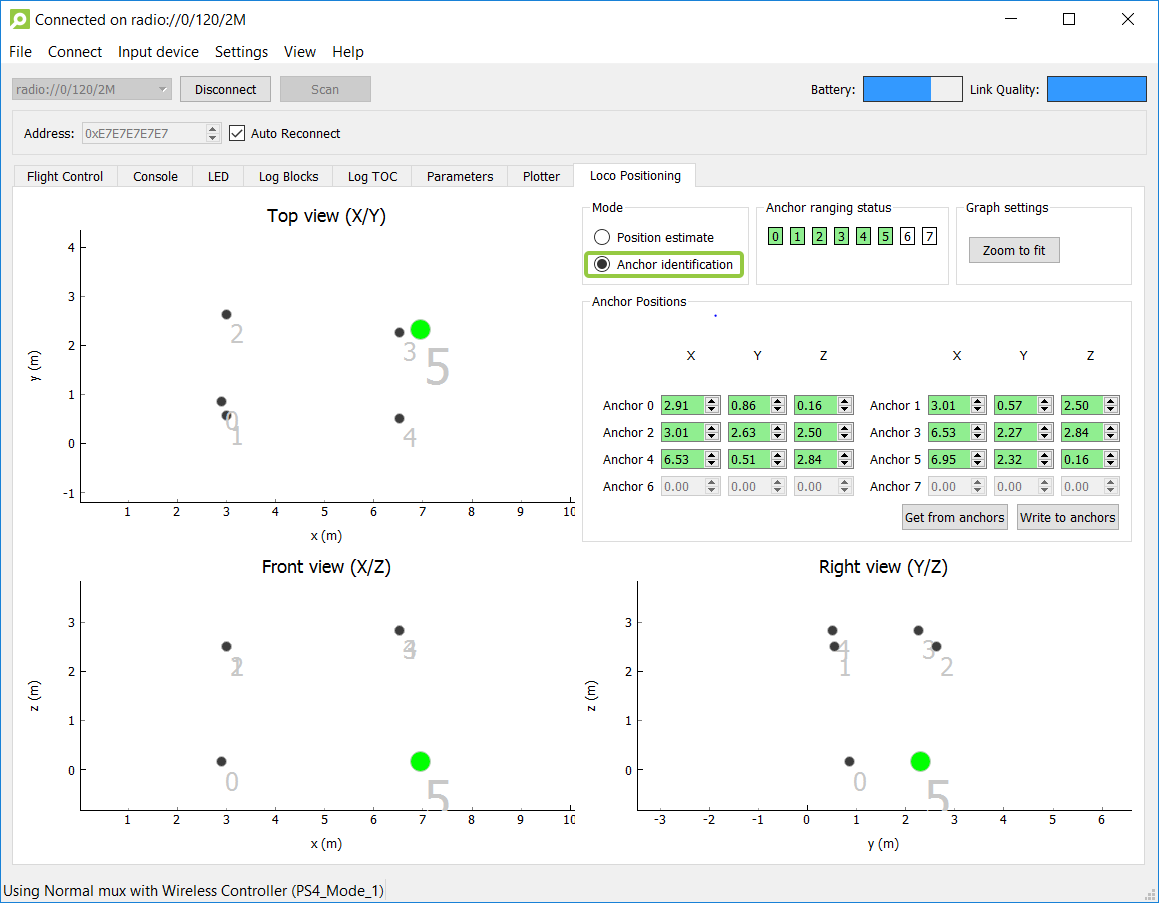 Connected on radio://0/120/2M
File Connect Input device Settings View Help
radio://0/120/2M Disconnect Scan Battery: Link Quality:
Address: 0xE7E7E7E7E7 Auto Reconnect
Flight Control Console LED Log Blocks Log TOC Parameters Plotter Loco Positioning
Top view (X/Y)
4
3
2
1
0
-1
y (m)
2
3
5
0
1
4
1 2 3 4 5 6 7 8 9 10
x (m)
Mode
Position estimate
Anchor identification
Anchor ranging status
0 1 2 3 4 5 6 7
Graph settings
Zoom to fit
Anchor Positions
X Y Z X Y Z
Anchor 0 2.91 0.86 0.16 Anchor 1 3.01 0.57 2.50
Anchor 2 3.01 2.63 2.50 Anchor 3 6.53 2.27 2.84
Anchor 4 6.53 0.51 2.84 Anchor 5 6.95 2.32 0.16
Anchor 6 0.00 0.00 0.00 Anchor 7 0.00 0.00 0.00
Get from anchors Write to anchors
Front view (X/Z)
3
2
1
0
z (m)
3 4
1 2
0
5
1 2 3 4 5 6 7 8 9 10
x (m)
Right view (Y/Z)
3
2
1
0
z (m)
4 3
1 2
0
5
-3 -2 -1 0 1 2 3 4 5 6
y (m)
Using Normal mux with Wireless Controller (PS4_Mode_1)